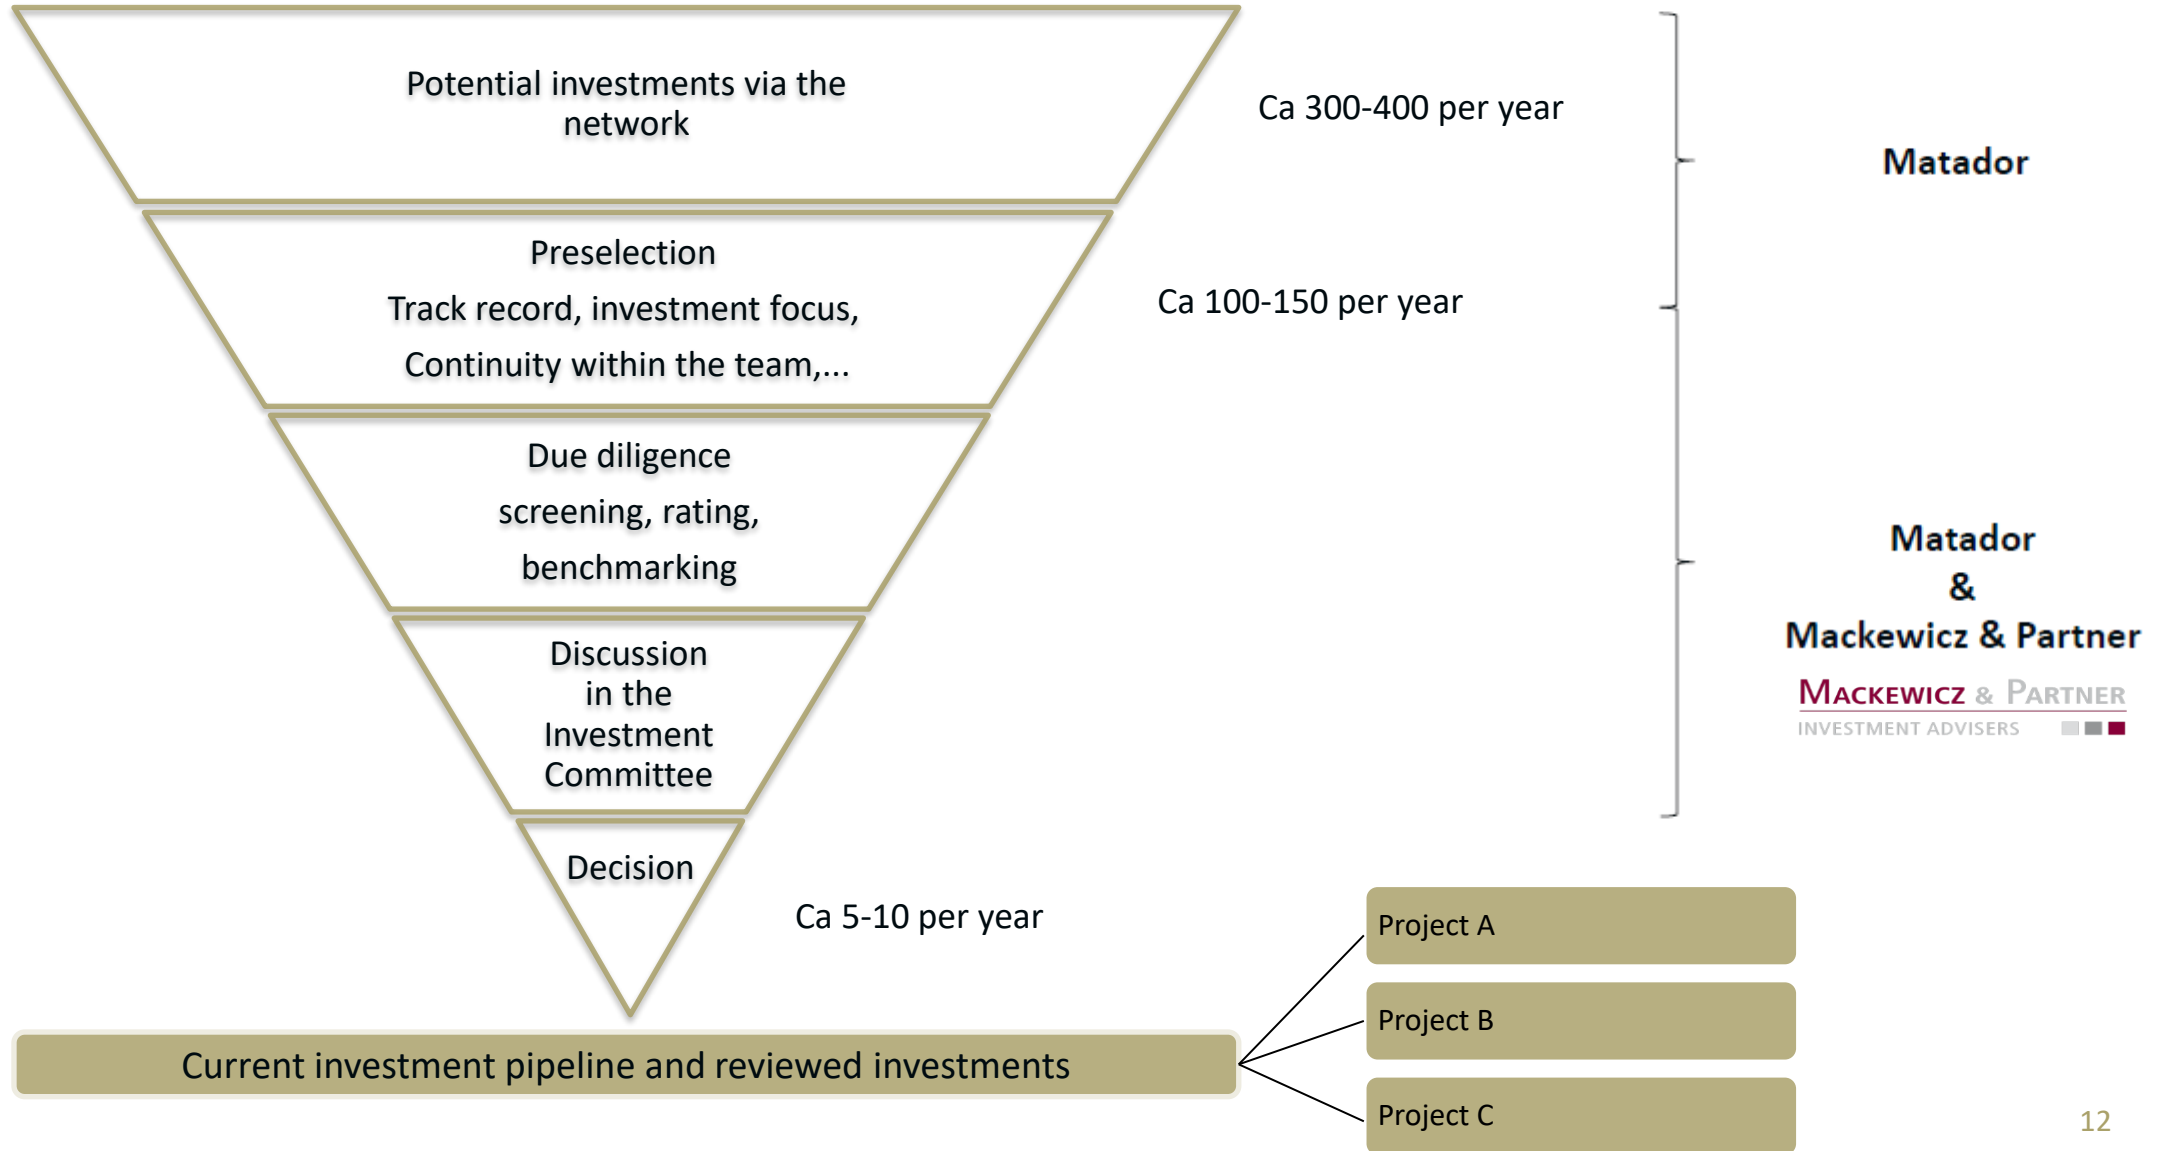 Potential investments via the
network
Ca 300-400 per year
Matador
Preselection
Track record, investment focus,
Continuity within the team,...
Ca 100-150 per year
Due diligence
screening, rating,
benchmarking
Matador
&
Mackewicz & Partner
MACKEWICZ & PARTNER
INVESTMENT ADVISERS
Discussion
in the
Investment
Committee
Decision
Ca 5-10 per year
Project A
Project B
Project C
Current investment pipeline and reviewed investments
12